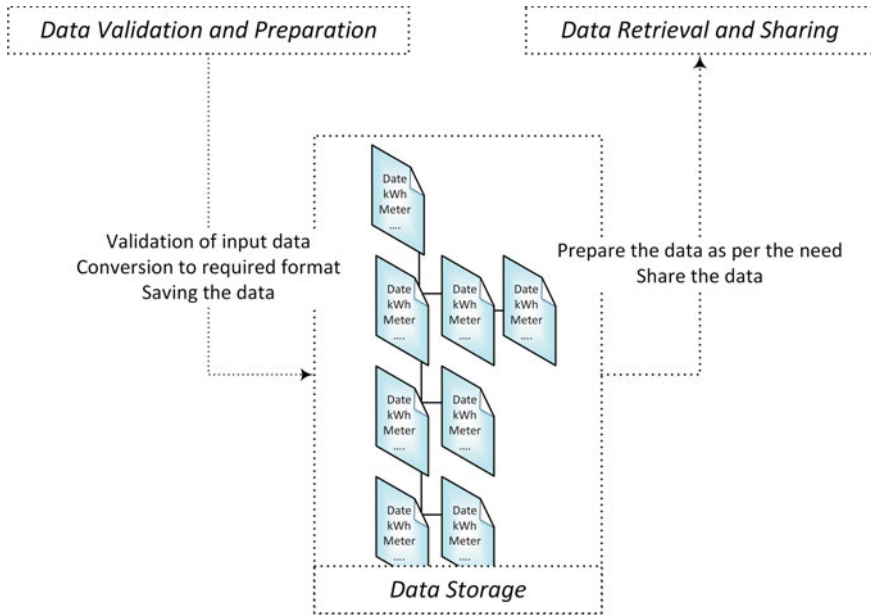 Data Validation and Preparation
Data Retrieval and Sharing
Validation of input data
Conversion to required format
Saving the data
Prepare the data as per the need
Share the data
Date
kWh
Meter
....
Date
kWh
Meter
....
Date
kWh
Meter
....
Date
kWh
Meter
....
Date
kWh
Meter
....
Date
kWh
Meter
....
Date
kWh
Meter
....
Date
kWh
Meter
....
Data Storage